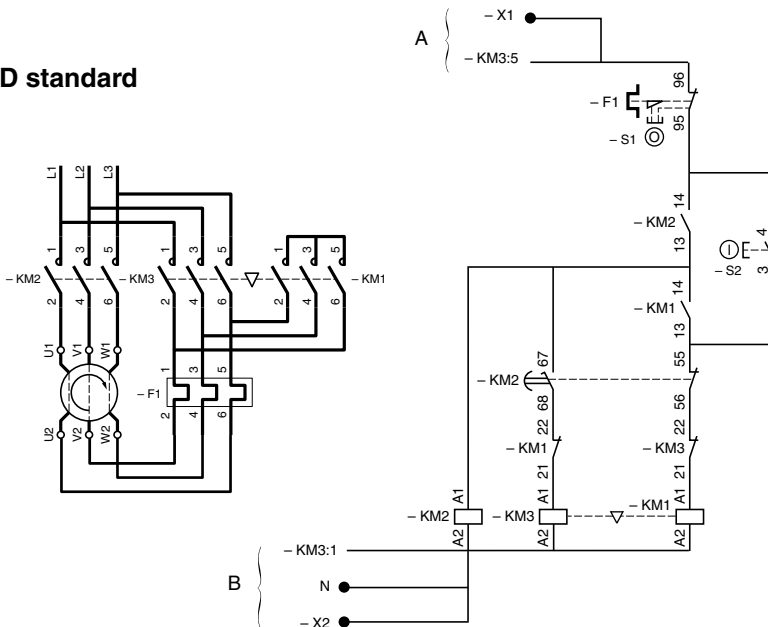 D standard
A
– X1
– KM3:5
96
– F1
95
– S1
14
– KM2
13
4
– S2
3
14
– KM1
13
67
55
– KM2
68
56
22
22
– KM1
– KM3
21
21
A1
A1
– KM1
A1
– KM2
– KM3
A2
A2
A2
B
– KM3:1
N
– X2
L1
L2
L3
1
3
5
1
3
5
1
3
5
– KM2
– KM3
– KM1
2
4
6
2
4
6
2
4
6
U1
V1
W1
1
3
5
– F1
2
4
6
U2
V2
W2